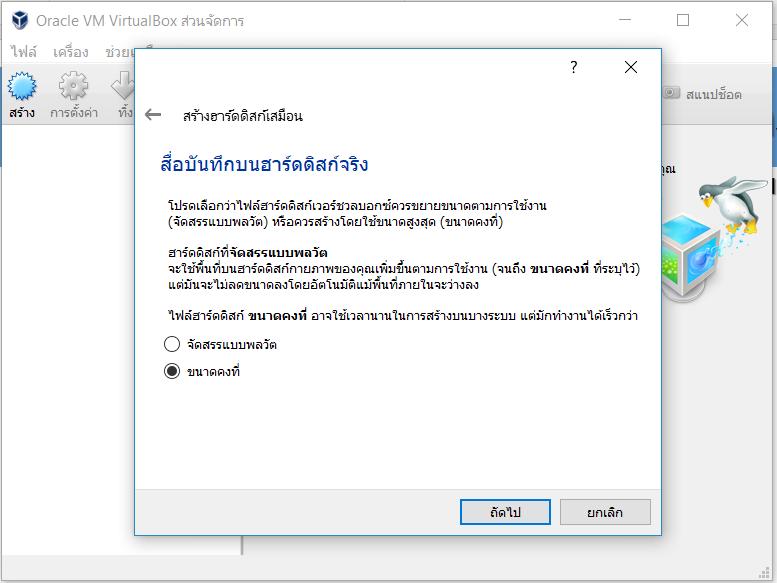 Oracle VM VirtualBox ส่วนจัดการ
ไฟล์ เครื่อง
สร้าง การตั้งค่า ทิ้ง
สแนปช็อต
?
สร้างฮาร์ดดิสก์เสมือน
สื่อบันทึกบนฮาร์ดดิสก์จริง
โปรดเลือกว่าไฟล์ฮาร์ดดิสก์เวอร์ชวลบอกซ์ควรขยายขนาดตามการใช้งาน
(จัดสรรแบบพลวัต) หรือควรสร้างโดยใช้ขนาดสูงสุด (ขนาดคงที่)
ฮาร์ดดิสก์ที่จัดสรรแบบพลวัต
จะใช้พื้นที่บนฮาร์ดดิสก์กายภาพของคุณเพิ่มขึ้นตามการใช้งาน (จนถึง ขนาดคงที่ ที่ระบุไว้)
แต่มันจะไม่ลดขนาดลงโดยอัตโนมัติแม้พื้นที่ภายในจะว่างลง
ไฟล์ฮาร์ดดิสก์ ขนาดคงที่ อาจใช้เวลานานในการสร้างบนบางระบบ แต่มักทำงานได้เร็วกว่า
จัดสรรแบบพลวัต
ขนาดคงที่
ถัดไป ยกเลิก